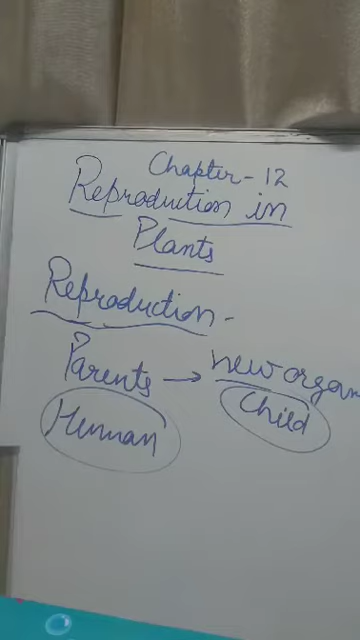 Chapter-12
Reproduction in
Plants
Reproduction-
Parents → new organ
Human Child